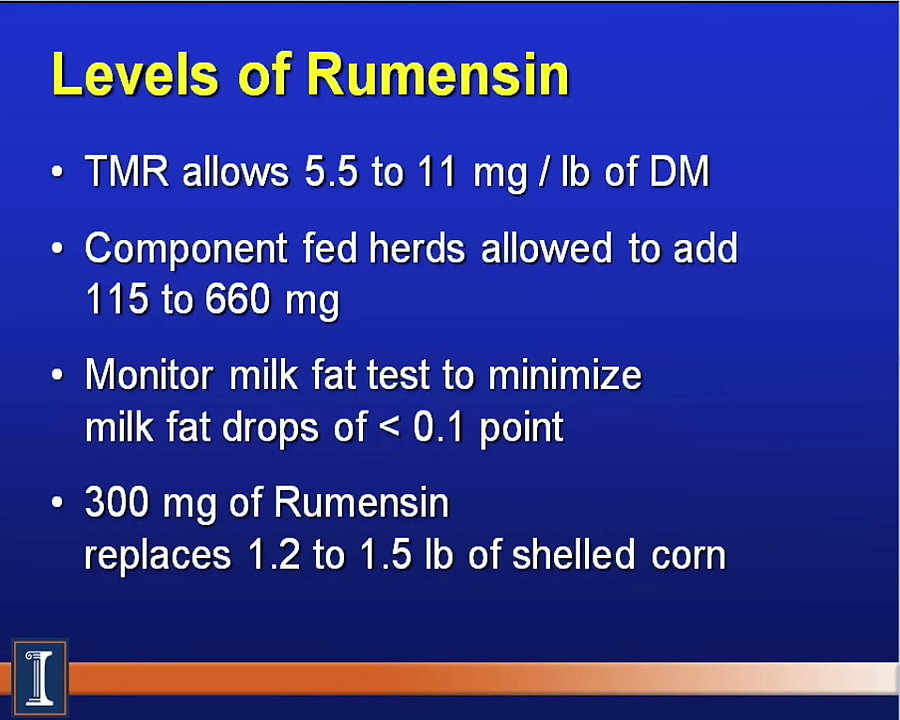 Levels of Rumensin
• TMR allows 5.5 to 11 mg / lb of DM
• Component fed herds allowed to add
115 to 660 mg
• Monitor milk fat test to minimize
milk fat drops of < 0.1 point
• 300 mg of Rumensin
replaces 1.2 to 1.5 lb of shelled corn
I